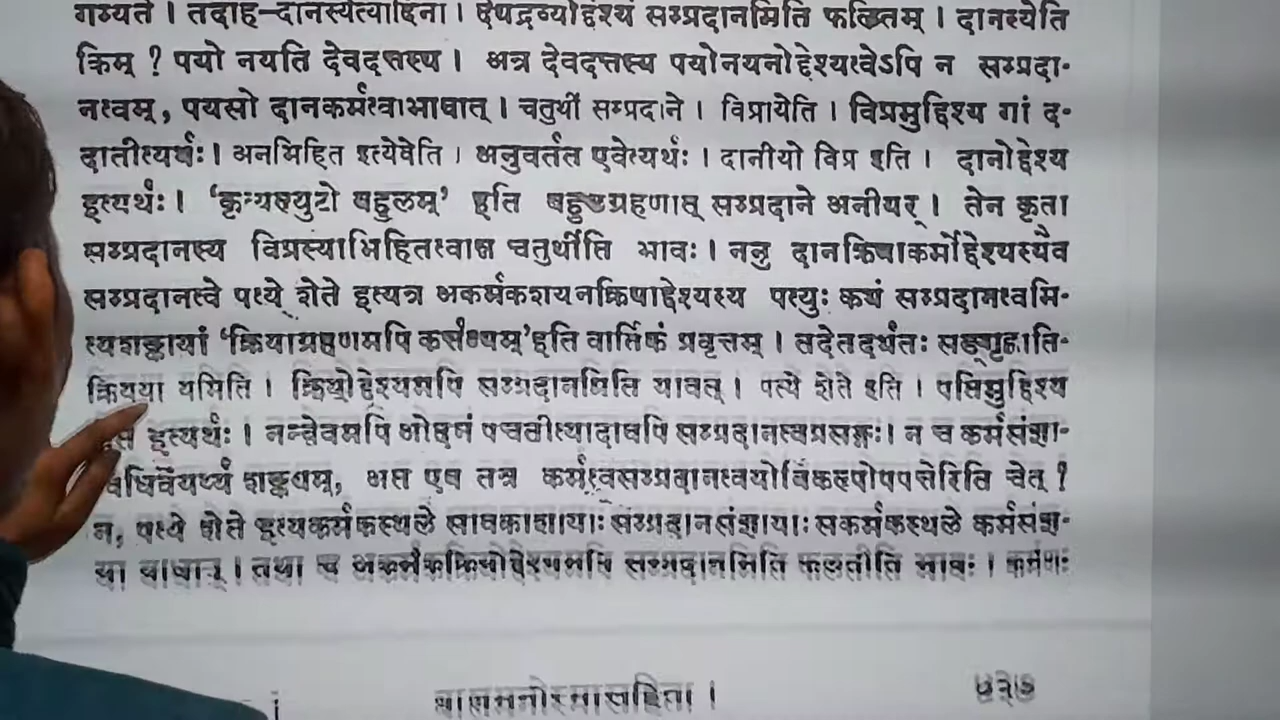 गम्यते । तदाह-दानस्येत्यादिना । देयद्रव्योद्देश्यं सम्प्रदानमिति फलितम् । दानस्येति
किम् ? पयो नयति देवदत्तस्य । अत्र देवदत्तस्य पयोनयनोद्देश्यत्वेऽपि न सम्प्रदा-
नत्वम्, पयसो दानकर्मत्वाभावात् । चतुर्थी सम्प्रदाने । विप्रायेति । विप्रमुद्दिश्य गां द-
दातीत्यर्थः । अनभिहित इत्येवेति । अनुवर्तत एवेत्यर्थः । दानीयो विप्र इति । दानोद्देश्य
इत्यर्थः । 'कृत्यल्युटो बहुलम्' इति बहुलग्रहणात् सम्प्रदाने अनीयर् । तेन कृता
सम्प्रदानस्य विप्रस्याभिहितत्वान्न चतुर्थीति भावः । ननु दानक्रियाकर्मोद्देश्यस्यैव
सम्प्रदानत्वे पत्ये शेते इत्यत्र अकर्मकशयनक्रियोद्देश्यस्य पत्युः कथं सम्प्रदानत्वमि-
त्याशङ्कायां 'क्रियाग्रहणमपि कर्तव्यम्' इति वार्तिकं प्रवृत्तम् । तदेतदर्थतः सङ्गृह्णाति-
क्रियया यमिति । क्रियोद्देश्यमपि सम्प्रदानमिति यावत् । पत्ये शेते इति । पतिमुद्दिश्य
इत्यर्थः । नन्वेवमपि ओदनं पचतीत्यादावपि सम्प्रदानत्वप्रसङ्गः । न च कर्मसंज्ञा-
विधिवैयर्थ्यं शङ्क्यम्, अत एव तत्र कर्मत्वसम्प्रदानत्वयोर्विकल्पोपपत्तेरिति चेत् ?
न, पत्ये शेते इत्यकर्मकस्थले सावकाशायाः सम्प्रदानसंज्ञायाः सकर्मकस्थले कर्मसंज्ञ-
या बाधात् । तथा च अकर्मकक्रियोद्देश्यमपि सम्प्रदानमिति फलतीति भावः । कर्मणः
बालमनोरमासहिता । ५२७